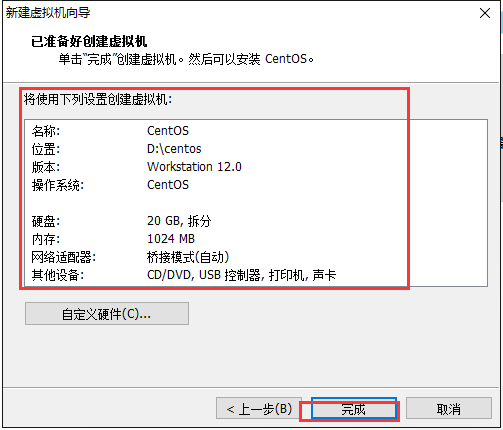 新建虚拟机向导
已准备好创建虚拟机
单击“完成”创建虚拟机。然后可以安装 CentOS。
将使用下列设置创建虚拟机:
名称: CentOS
位置: D:\centos
版本: Workstation 12.0
操作系统: CentOS
硬盘: 20 GB, 拆分
内存: 1024 MB
网络适配器: 桥接模式(自动)
其他设备: CD/DVD, USB 控制器, 打印机, 声卡
自定义硬件(C)...
< 上一步(B) 完成 取消